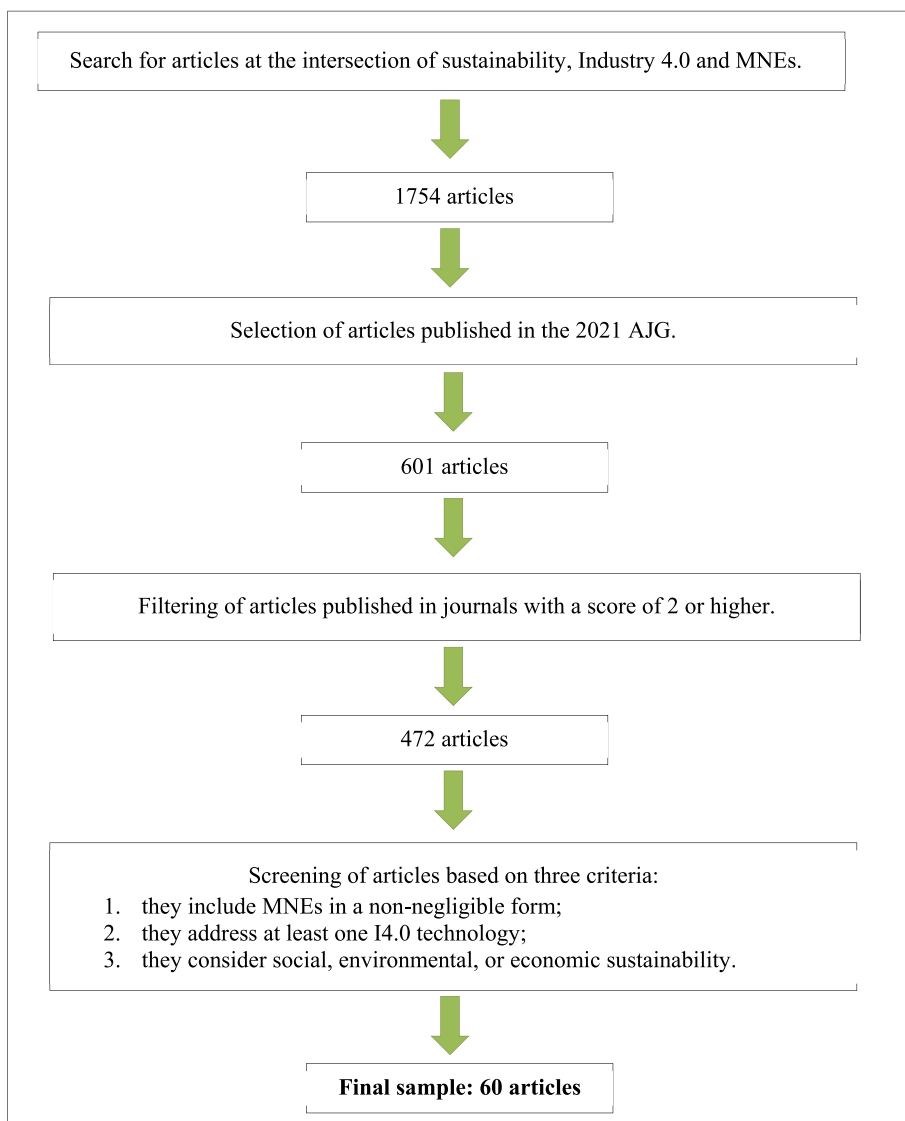 Search for articles at the intersection of sustainability, Industry 4.0 and MNEs.
1754 articles
Selection of articles published in the 2021 AJG.
601 articles
Filtering of articles published in journals with a score of 2 or higher.
472 articles
Screening of articles based on three criteria:
1. they include MNEs in a non-negligible form;
2. they address at least one I4.0 technology;
3. they consider social, environmental, or economic sustainability.
Final sample: 60 articles